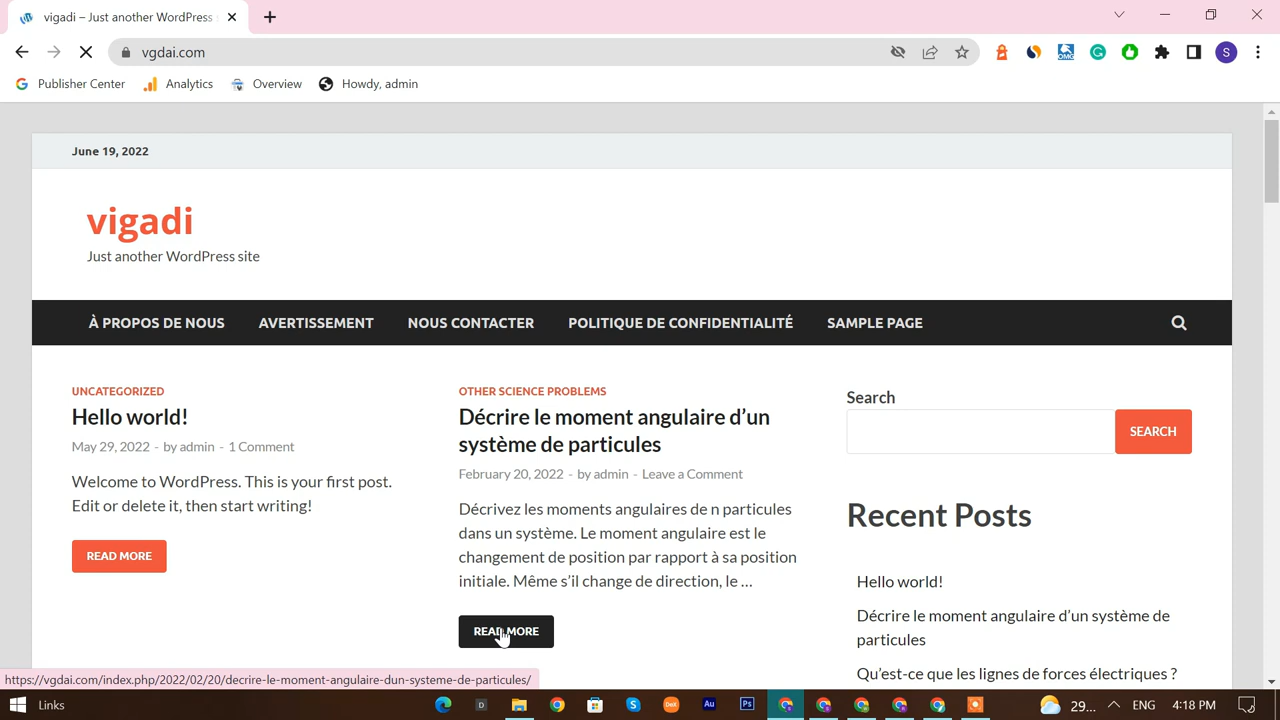 vigadi – Just another WordPress
vgdai.com
S
Publisher Center
Analytics
Overview
Howdy, admin
June 19, 2022
vigadi
Just another WordPress site
À PROPOS DE NOUS
AVERTISSEMENT
NOUS CONTACTER
POLITIQUE DE CONFIDENTIALITÉ
SAMPLE PAGE
UNCATEGORIZED
Hello world!
May 29, 2022 - by admin - 1 Comment
Welcome to WordPress. This is your first post.
Edit or delete it, then start writing!
READ MORE
OTHER SCIENCE PROBLEMS
Décrire le moment angulaire d’un
système de particules
February 20, 2022 - by admin - Leave a Comment
Décrivez les moments angulaires de n particules
dans un système. Le moment angulaire est le
changement de position par rapport à sa position
initiale. Même s’il change de direction, le …
READ MORE
Search
SEARCH
Recent Posts
Hello world!
Décrire le moment angulaire d’un système de
particules
Qu’est-ce que les lignes de forces électriques ?
https://vgdai.com/index.php/2022/02/20/decrire-le-moment-angulaire-dun-systeme-de-particules/
Links
29...
ENG
4:18 PM